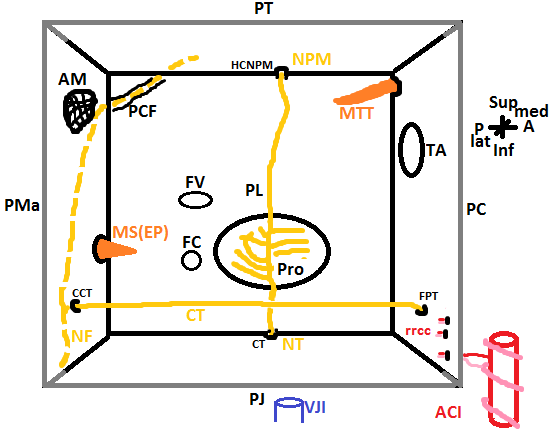 PT
HCNPM
NPM
AM
PCF
MTT
Sup
med
P
A
lat
Inf
TA
FV
PL
PMa
PC
MS(EP)
FC
Pro
CCT
FPT
CT
rrcc
NF
CT
NT
PJ
VJI
ACI